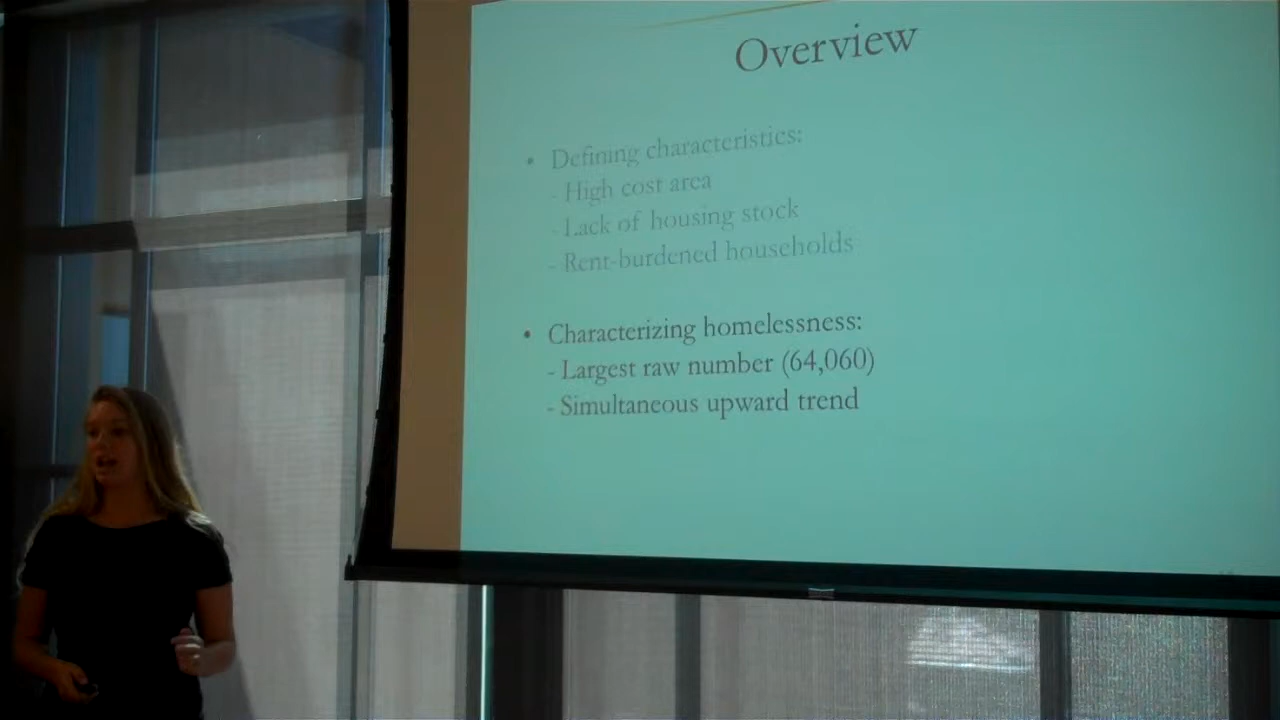 Overview
• Defining characteristics:
- High cost area
- Lack of housing stock
- Rent-burdened households
• Characterizing homelessness:
- Largest raw number (64,060)
- Simultaneous upward trend